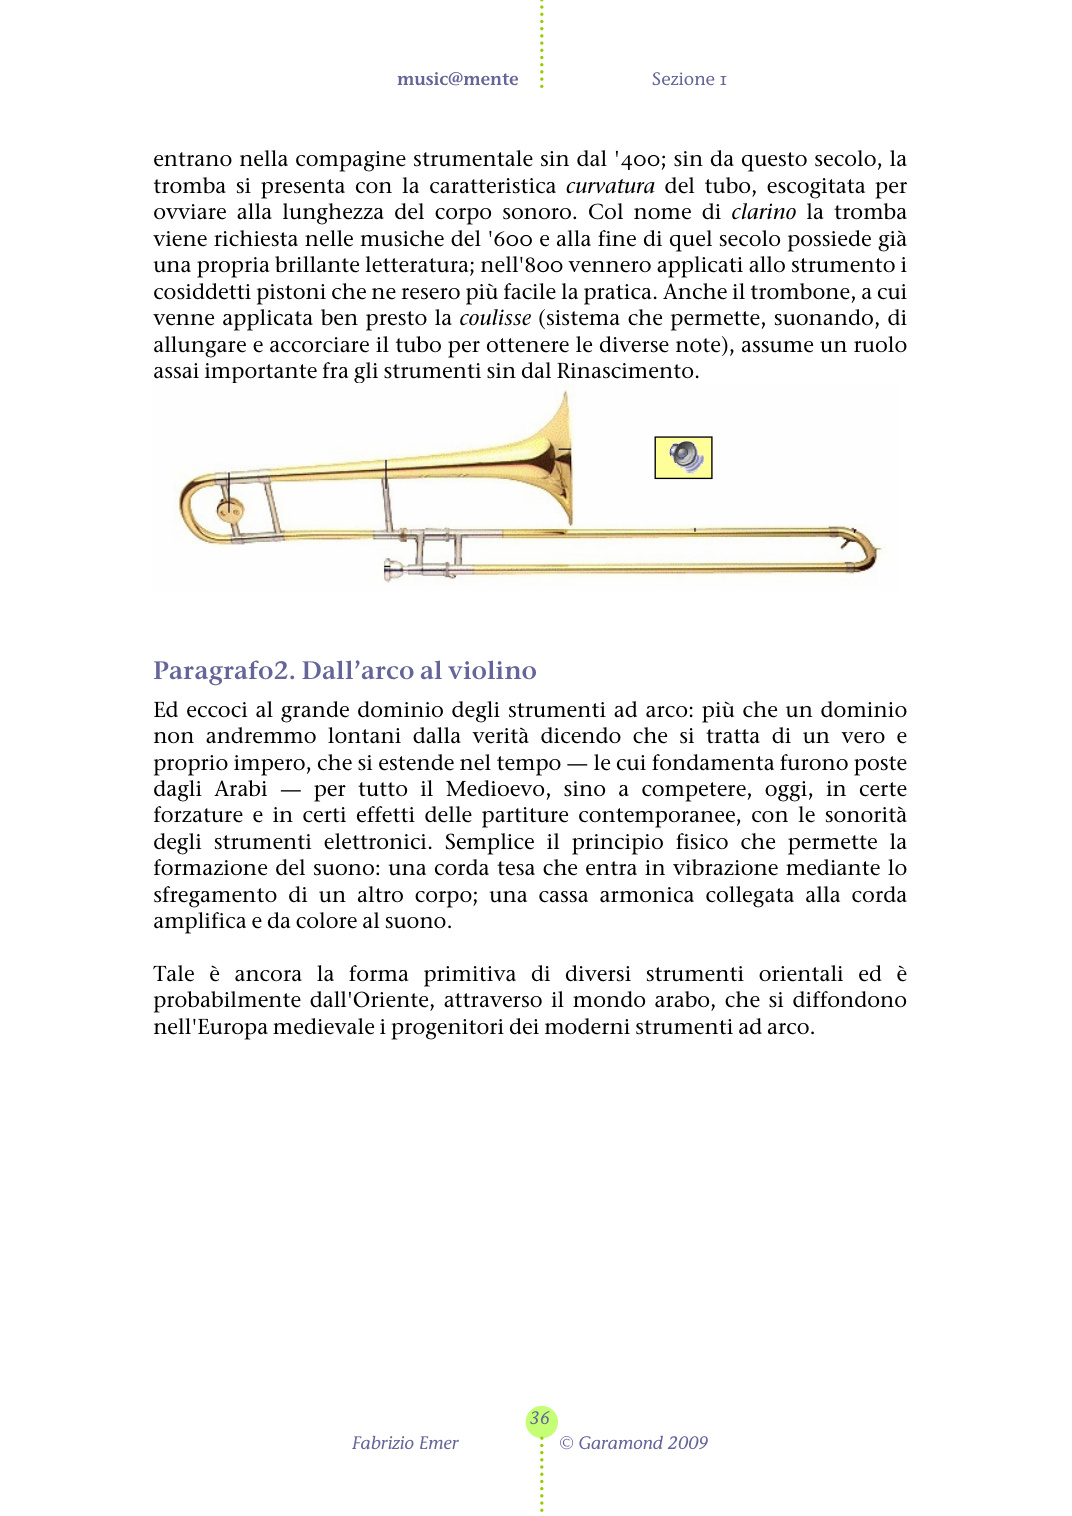 music@mente
Sezione 1
entrano nella compagine strumentale sin dal '400; sin da questo secolo, la
tromba si presenta con la caratteristica curvatura del tubo, escogitata per
ovviare alla lunghezza del corpo sonoro. Col nome di clarino la tromba
viene richiesta nelle musiche del '600 e alla fine di quel secolo possiede già
una propria brillante letteratura; nell'800 vennero applicati allo strumento i
cosiddetti pistoni che ne resero più facile la pratica. Anche il trombone, a cui
venne applicata ben presto la coulisse (sistema che permette, suonando, di
allungare e accorciare il tubo per ottenere le diverse note), assume un ruolo
assai importante fra gli strumenti sin dal Rinascimento.
Paragrafo2. Dall’arco al violino
Ed eccoci al grande dominio degli strumenti ad arco: più che un dominio
non andremmo lontani dalla verità dicendo che si tratta di un vero e
proprio impero, che si estende nel tempo — le cui fondamenta furono poste
dagli Arabi — per tutto il Medioevo, sino a competere, oggi, in certe
forzature e in certi effetti delle partiture contemporanee, con le sonorità
degli strumenti elettronici. Semplice il principio fisico che permette la
formazione del suono: una corda tesa che entra in vibrazione mediante lo
sfregamento di un altro corpo; una cassa armonica collegata alla corda
amplifica e da colore al suono.
Tale è ancora la forma primitiva di diversi strumenti orientali ed è
probabilmente dall'Oriente, attraverso il mondo arabo, che si diffondono
nell'Europa medievale i progenitori dei moderni strumenti ad arco.
36
Fabrizio Emer
© Garamond 2009